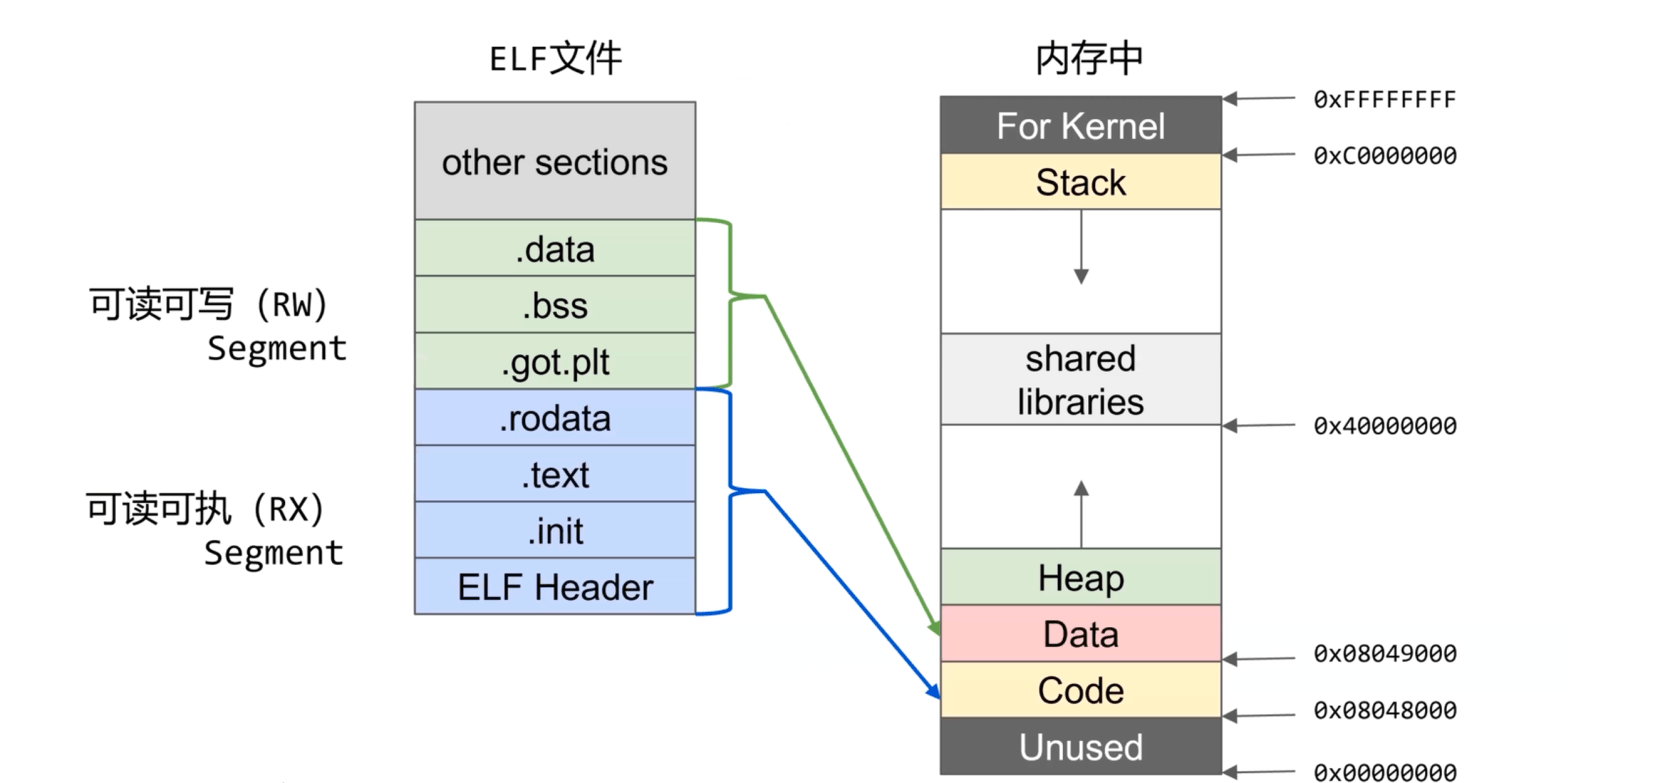 ELF文件
other sections
.data
.bss
.got.plt
.rodata
.text
.init
ELF Header
可读可写（RW）
Segment
可读可执（RX）
Segment
内存中
For Kernel
Stack
shared
libraries
Heap
Data
Code
Unused
0xFFFFFFFF
0xC0000000
0x40000000
0x08049000
0x08048000
0x00000000